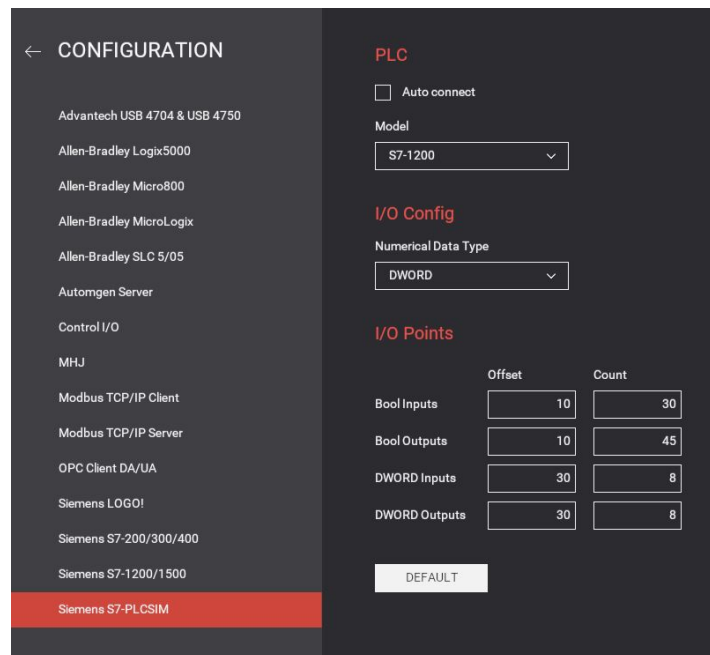 ← CONFIGURATION
Advantech USB 4704 & USB 4750
Allen-Bradley Logix5000
Allen-Bradley Micro800
Allen-Bradley MicroLogix
Allen-Bradley SLC 5/05
Automgen Server
Control I/O
MHJ
Modbus TCP/IP Client
Modbus TCP/IP Server
OPC Client DA/UA
Siemens LOGO!
Siemens S7-200/300/400
Siemens S7-1200/1500
Siemens S7-PLCSIM
PLC
Auto connect
Model
S7-1200
I/O Config
Numerical Data Type
DWORD
I/O Points
Offset Count
Bool Inputs 10 30
Bool Outputs 10 45
DWORD Inputs 30 8
DWORD Outputs 30 8
DEFAULT